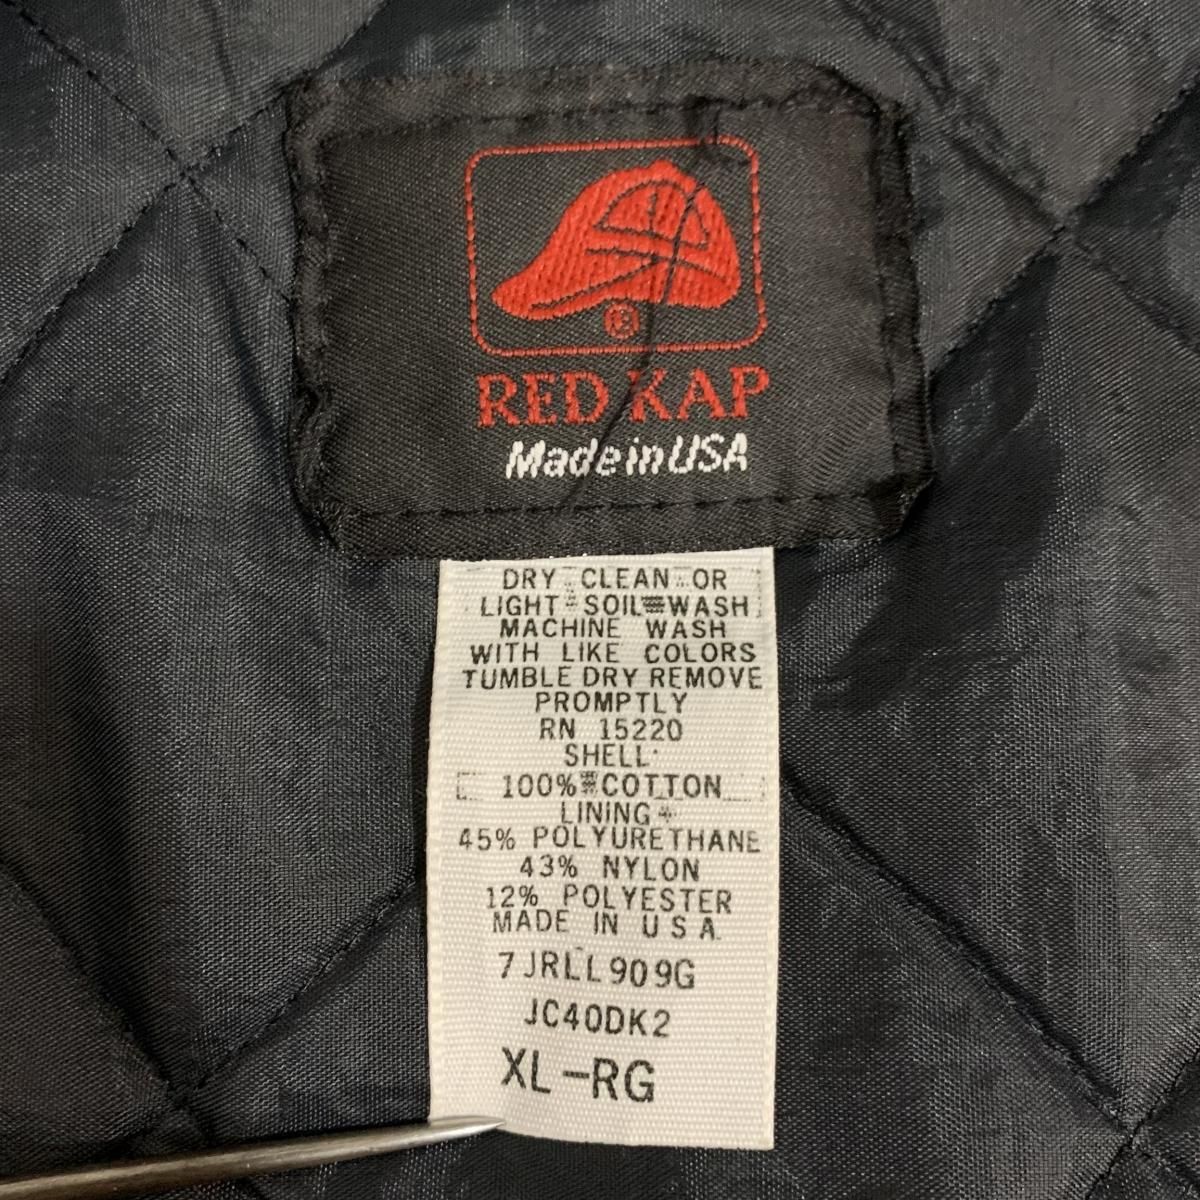 ®
RED KAP
Made in USA
DRY CLEAN OR
LIGHT SOIL WASH
MACHINE WASH
WITH LIKE COLORS
TUMBLE DRY REMOVE
PROMPTLY
RN 15220
SHELL
100% COTTON
LINING
45% POLYURETHANE
43% NYLON
12% POLYESTER
MADE IN U S A
7JRLL909G
JC40DK2
XL-RG